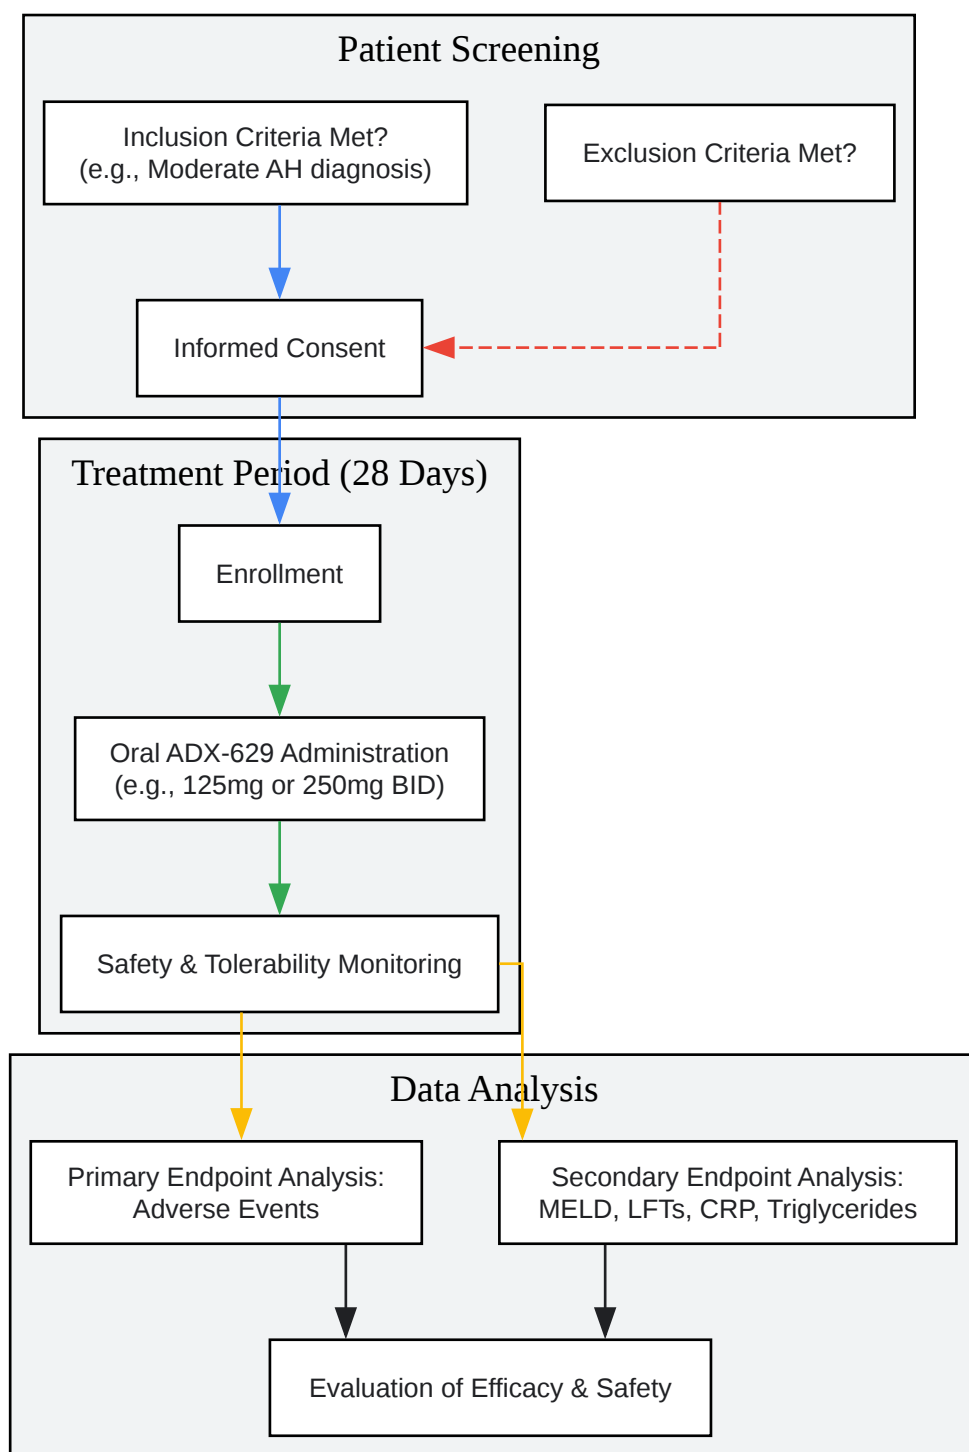 Patient Screening
Inclusion Criteria Met?
(e.g., Moderate AH diagnosis)
Exclusion Criteria Met?
Informed Consent
Treatment Period (28 Days)
Enrollment
Oral ADX-629 Administration
(e.g., 125mg or 250mg BID)
Safety & Tolerability Monitoring
Data Analysis
Primary Endpoint Analysis:
Adverse Events
Secondary Endpoint Analysis:
MELD, LFTs, CRP, Triglycerides
Evaluation of Efficacy & Safety